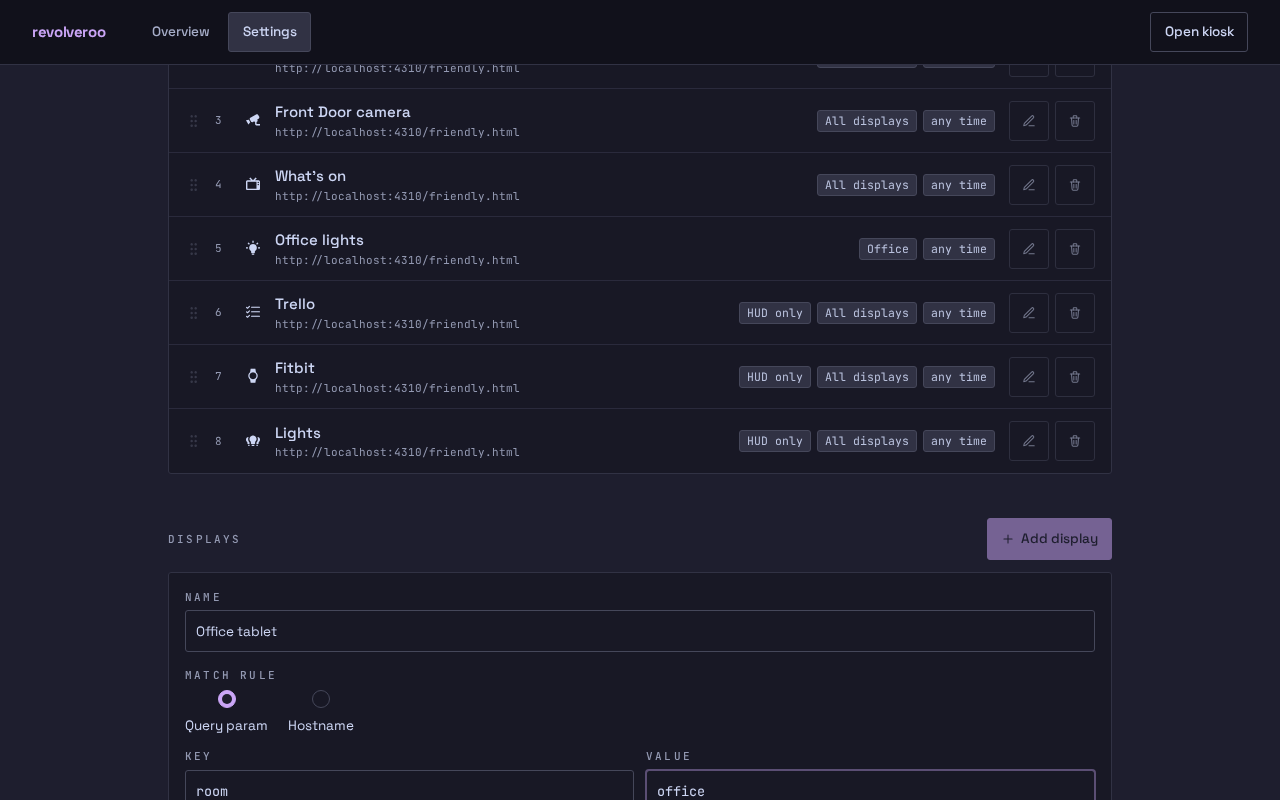 revolveroo
Overview
Settings
Open kiosk
http://localhost:4310/friendly.html
3
Front Door camera
http://localhost:4310/friendly.html
All displays
any time
4
What's on
http://localhost:4310/friendly.html
All displays
any time
5
Office lights
http://localhost:4310/friendly.html
Office
any time
6
Trello
http://localhost:4310/friendly.html
HUD only
All displays
any time
7
Fitbit
http://localhost:4310/friendly.html
HUD only
All displays
any time
8
Lights
http://localhost:4310/friendly.html
HUD only
All displays
any time
DISPLAYS
+ Add display
NAME
Office tablet
MATCH RULE
Query param
Hostname
KEY
VALUE
room
office